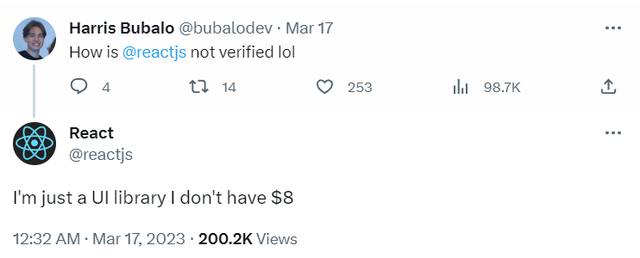 Harris Bubalo @bubalodev · Mar 17
How is @reactjs not verified lol
4 14 253 98.7K
React
@reactjs
I'm just a UI library I don't have $8
12:32 AM · Mar 17, 2023 · 200.2K Views